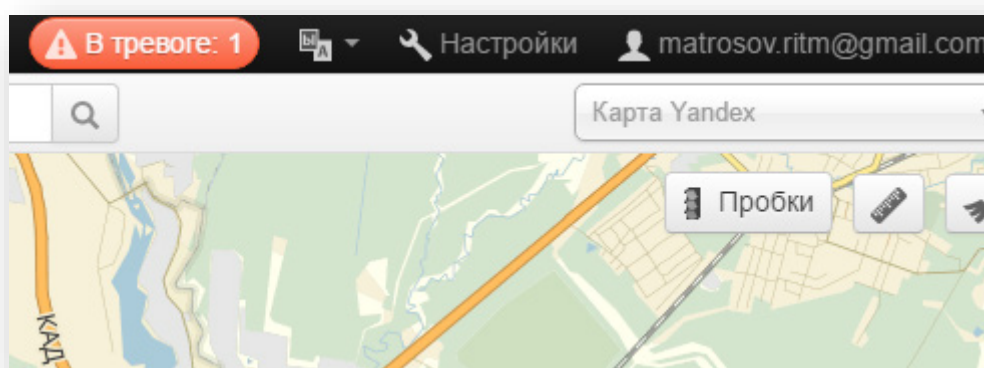 В тревоге: 1 Ы A Настройки matrosov.ritm@gmail.com
Карта Yandex
Пробки
КАД